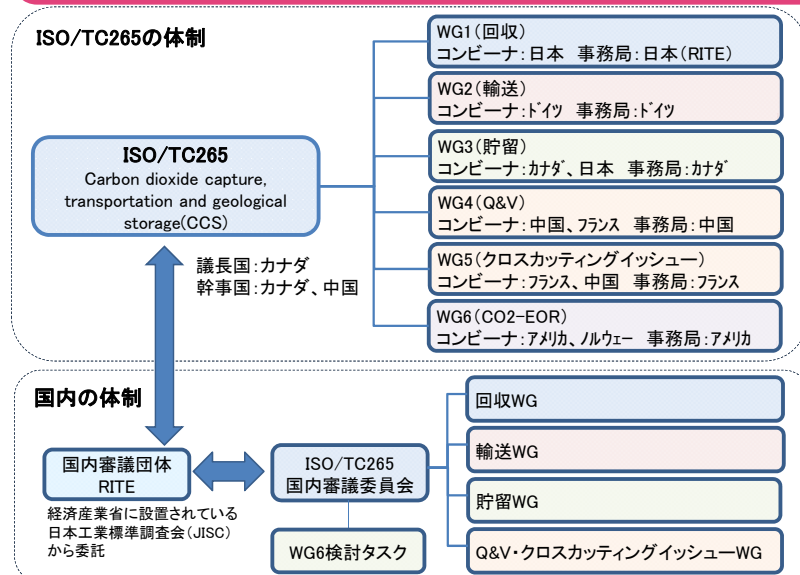 ISO/TC265の体制
WG1(回収)
コンビーナ:日本 事務局:日本(RITE)
WG2(輸送)
コンビーナ:ﾄﾞｲﾂ 事務局:ﾄﾞｲﾂ
WG3(貯留)
コンビーナ:ｶﾅﾀﾞ、日本 事務局:ｶﾅﾀﾞ
WG4(Q&V)
コンビーナ:中国、ﾌﾗﾝｽ 事務局:中国
WG5(クロスカッティングイッシュー)
コンビーナ:ﾌﾗﾝｽ、中国 事務局:ﾌﾗﾝｽ
WG6(CO2-EOR)
コンビーナ:ｱﾒﾘｶ、ﾉﾙｳｪｰ 事務局:ｱﾒﾘｶ
ISO/TC265
Carbon dioxide capture,
transportation and geological
storage(CCS)
議長国:カナダ
幹事国:カナダ、中国
国内の体制
国内審議団体
RITE
経済産業省に設置されている
日本工業標準調査会(JISC)
から委託
ISO/TC265
国内審議委員会
WG6検討タスク
回収WG
輸送WG
貯留WG
Q&V・クロスカッティングイッシューWG